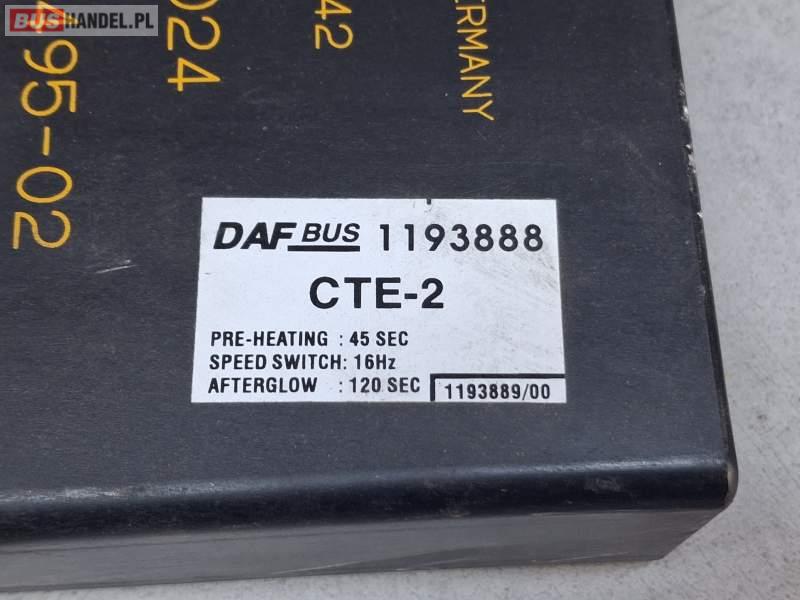 BUSHANDEL.PL
495-02
024
42
ERMANY
DAF BUS 1193888
CTE-2
PRE-HEATING : 45 SEC
SPEED SWITCH: 16Hz
AFTERGLOW : 120 SEC
1193889/00